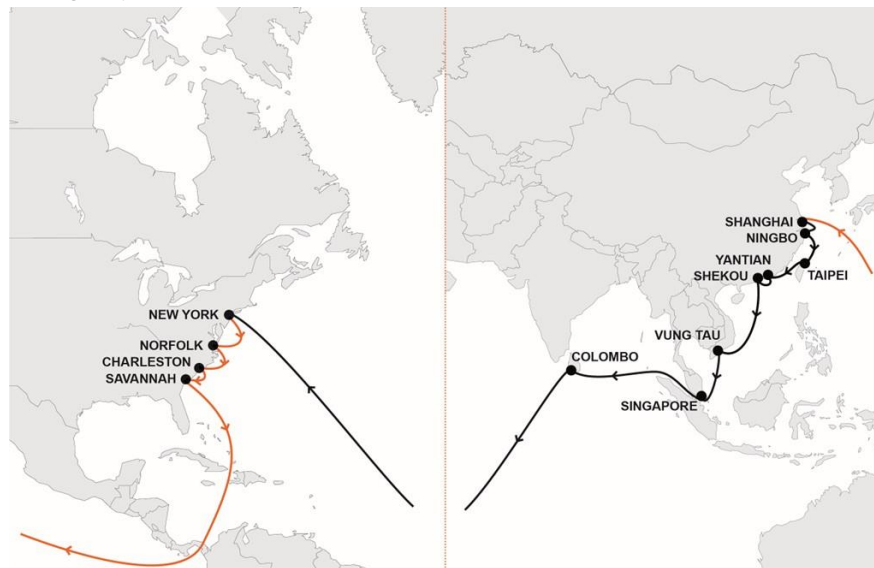 NEW YORK
NORFOLK
CHARLESTON
SAVANNAH
SHANGHAI
NINGBO
YANTIAN
SHEKOU
TAIPEI
VUNG TAU
COLOMBO
SINGAPORE